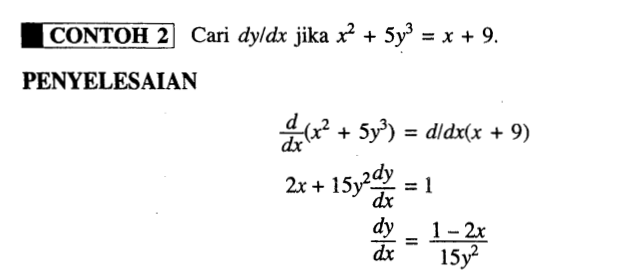 CONTOH 2 Cari dy/dx jika x² + 5y³ = x + 9.
PENYELESAIAN
d/dx(x² + 5y³) = d/dx(x + 9)
2x + 15y² dy/dx = 1
dy/dx = (1 – 2x)/(15y²)